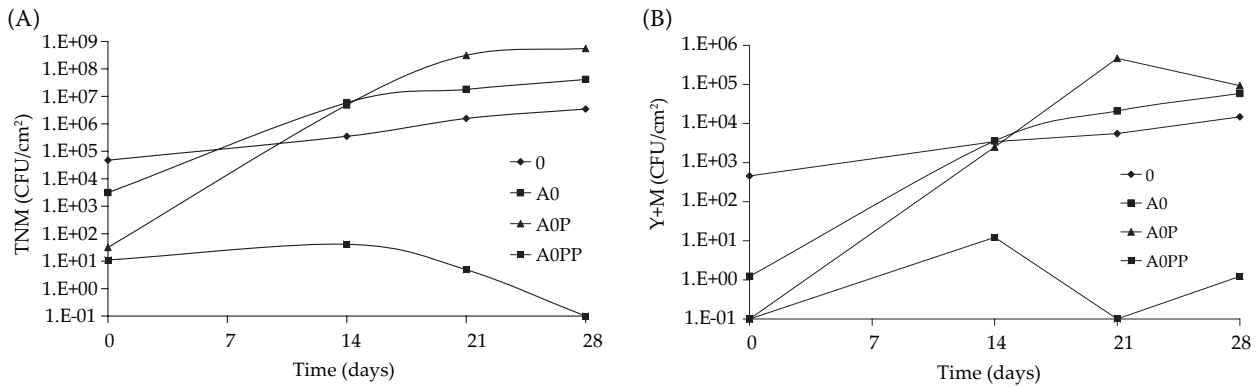 (A)
TNM (CFU/cm²)
1.E+09
1.E+08
1.E+07
1.E+06
1.E+05
1.E+04
1.E+03
1.E+02
1.E+01
1.E+00
1.E-01
0
7
14
21
28
Time (days)
0
A0
A0P
A0PP
(B)
Y+M (CFU/cm²)
1.E+06
1.E+05
1.E+04
1.E+03
1.E+02
1.E+01
1.E+00
1.E-01
0
7
14
21
28
Time (days)
0
A0
A0P
A0PP